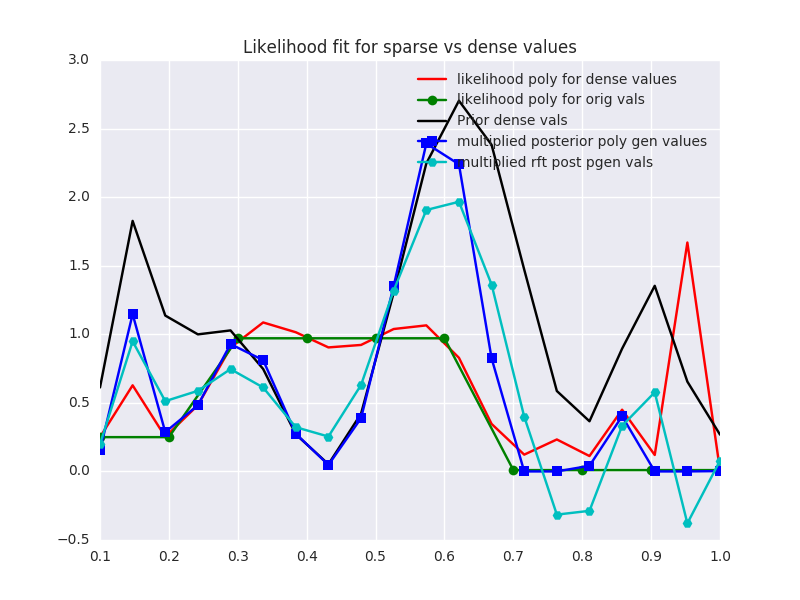 Likelihood fit for sparse vs dense values
3.0
2.5
2.0
1.5
1.0
0.5
0.0
−0.5
likelihood poly for dense values
likelihood poly for orig vals
Prior dense vals
multiplied posterior poly gen values
multiplied rft post pgen vals
0.1 0.2 0.3 0.4 0.5 0.6 0.7 0.8 0.9 1.0